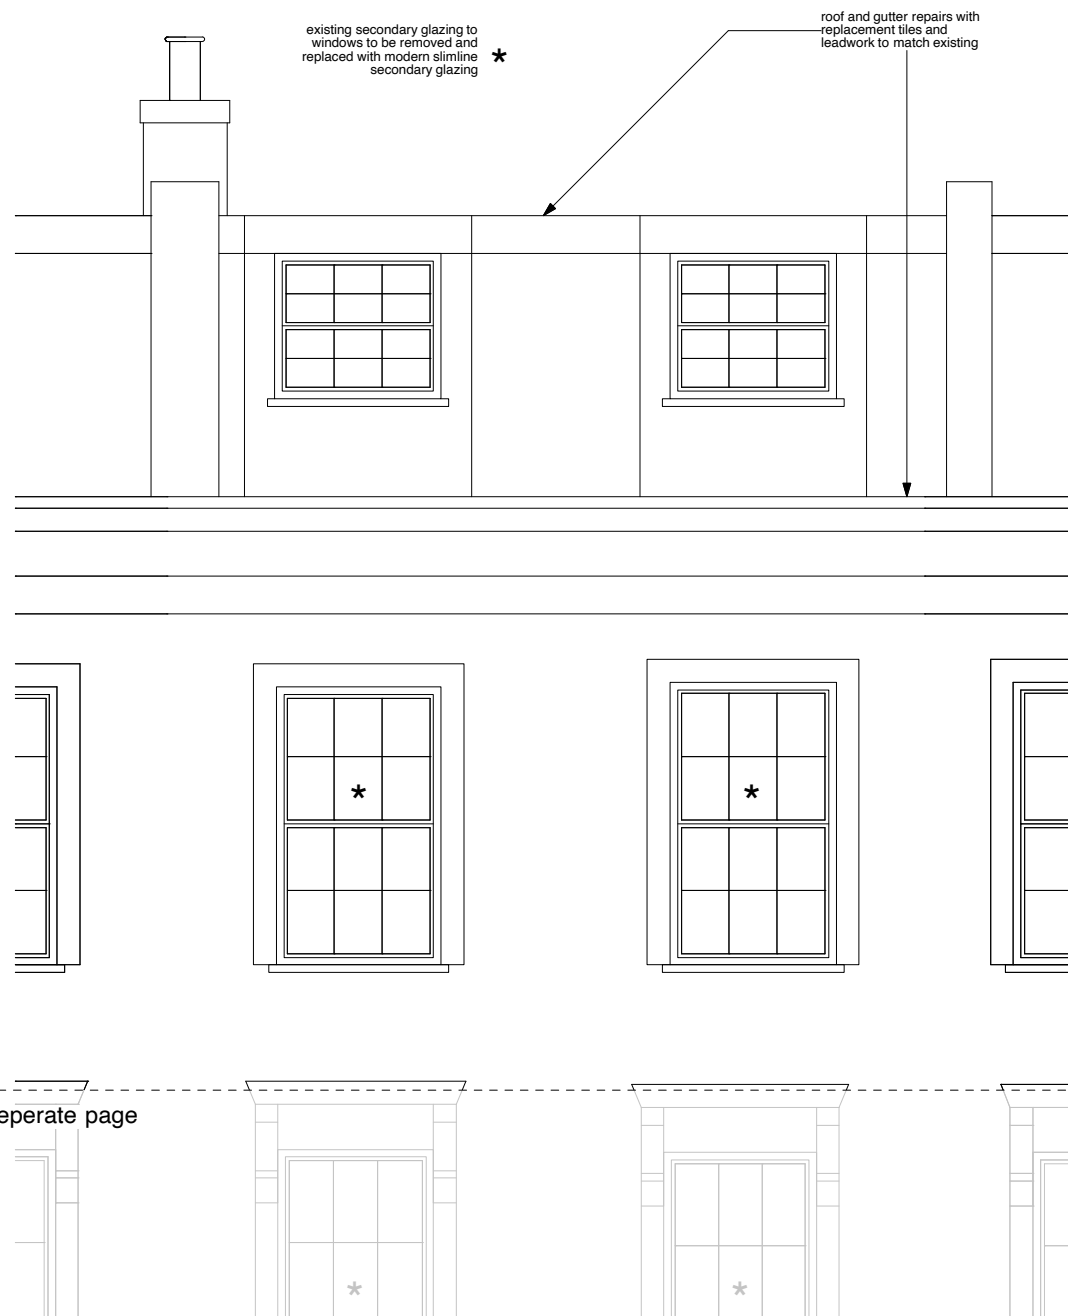 existing secondary glazing to
windows to be removed and
replaced with modern slimline
secondary glazing
*
roof and gutter repairs with
replacement tiles and
leadwork to match existing
*
*
eperate page
*
*